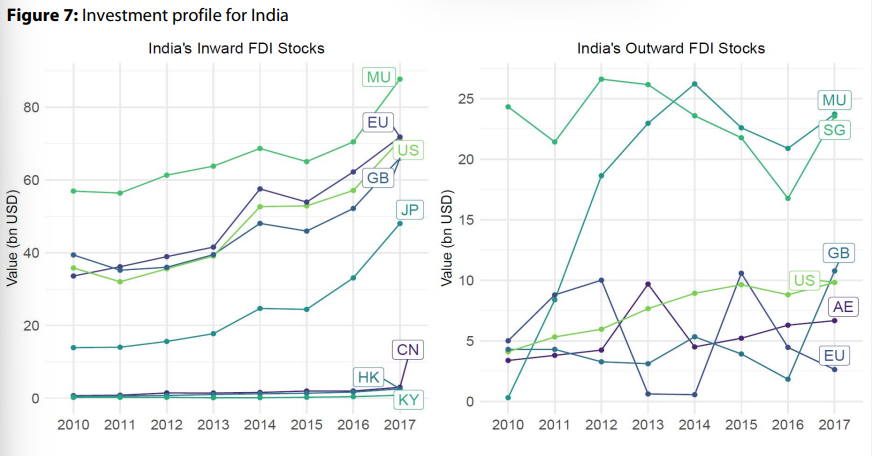 Figure 7: Investment profile for India
India's Inward FDI Stocks
Value (bn USD)
80
60
40
20
0
MU
EU
US
GB
JP
CN
HK
KY
2010 2011 2012 2013 2014 2015 2016 2017
India's Outward FDI Stocks
Value (bn USD)
25
20
15
10
5
0
MU
SG
GB
US
AE
EU
2010 2011 2012 2013 2014 2015 2016 2017